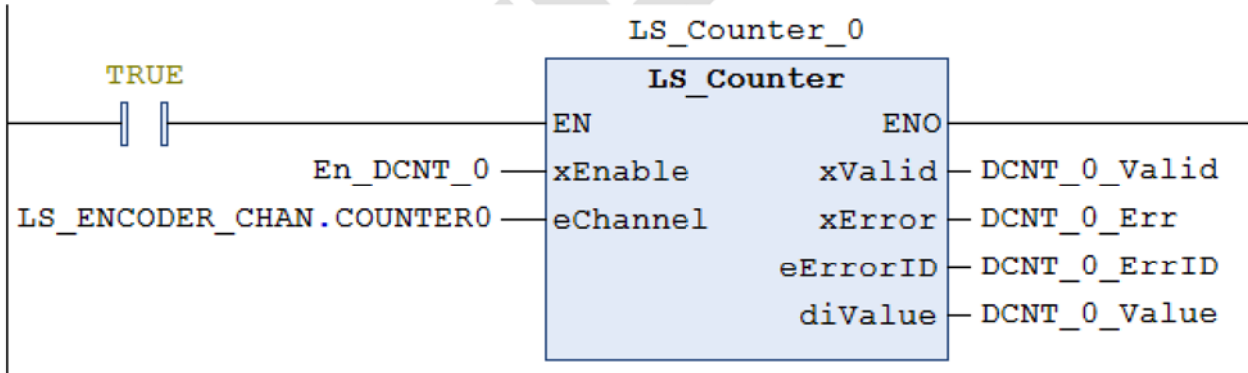 LS_Counter_0
TRUE
LS_Counter
EN ENO
En_DCNT_0 xEnable xValid DCNT_0_Valid
LS_ENCODER_CHAN.COUNTER0 eChannel xError DCNT_0_Err
eErrorID DCNT_0_ErrID
diValue DCNT_0_Value